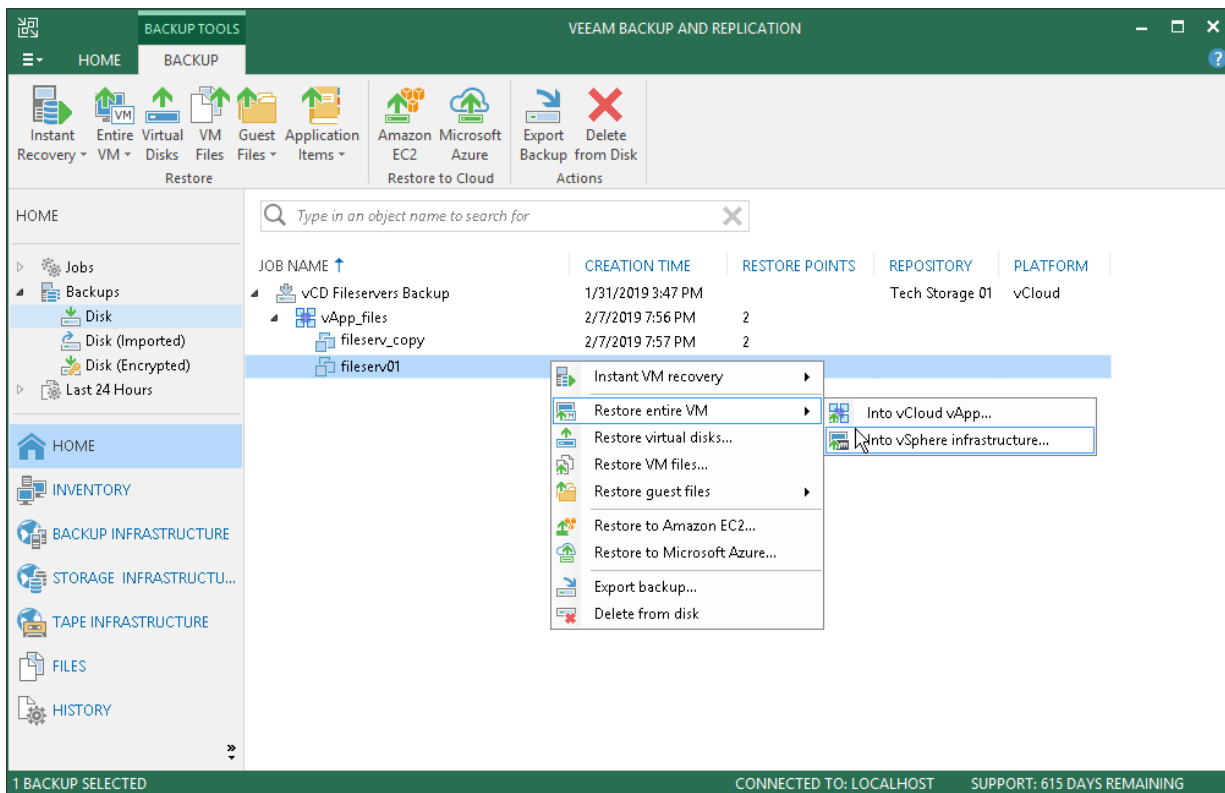 BACKUP TOOLS
VEEAM BACKUP AND REPLICATION
HOME
BACKUP
?
Instant Recovery
Entire VM
VM
Virtual Disks
VM Files
Guest Files
Application Items
Amazon EC2
Microsoft Azure
Export Backup
Delete from Disk
Restore
Restore to Cloud
Actions
HOME
Type in an object name to search for
Jobs
Backups
Disk
Disk (Imported)
Disk (Encrypted)
Last 24 Hours
JOB NAME CREATION TIME RESTORE POINTS REPOSITORY PLATFORM
vCD Fileservers Backup 1/31/2019 3:47 PM Tech Storage 01 vCloud
vApp_files 2/7/2019 7:56 PM 2
fileserv_copy 2/7/2019 7:57 PM 2
fileserv01
Instant VM recovery
Restore entire VM
Restore virtual disks...
Restore VM files...
Restore guest files
Restore to Amazon EC2...
Restore to Microsoft Azure...
Export backup...
Delete from disk
Into vCloud vApp...
Into vSphere infrastructure...
HOME
INVENTORY
BACKUP INFRASTRUCTURE
STORAGE INFRASTRUCTU...
TAPE INFRASTRUCTURE
FILES
HISTORY
1 BACKUP SELECTED
CONNECTED TO: LOCALHOST
SUPPORT: 615 DAYS REMAINING